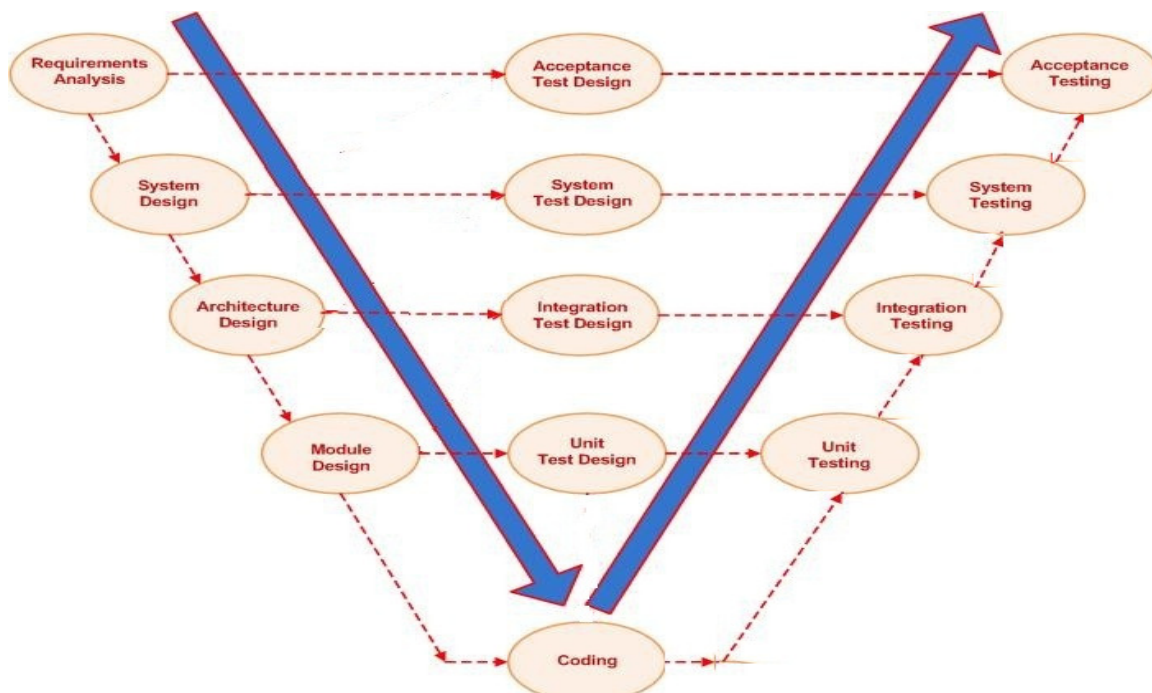 Requirements
Analysis
Acceptance
Test Design
Acceptance
Testing
System
Design
System
Test Design
System
Testing
Architecture
Design
Integration
Test Design
Integration
Testing
Module
Design
Unit
Test Design
Unit
Testing
Coding